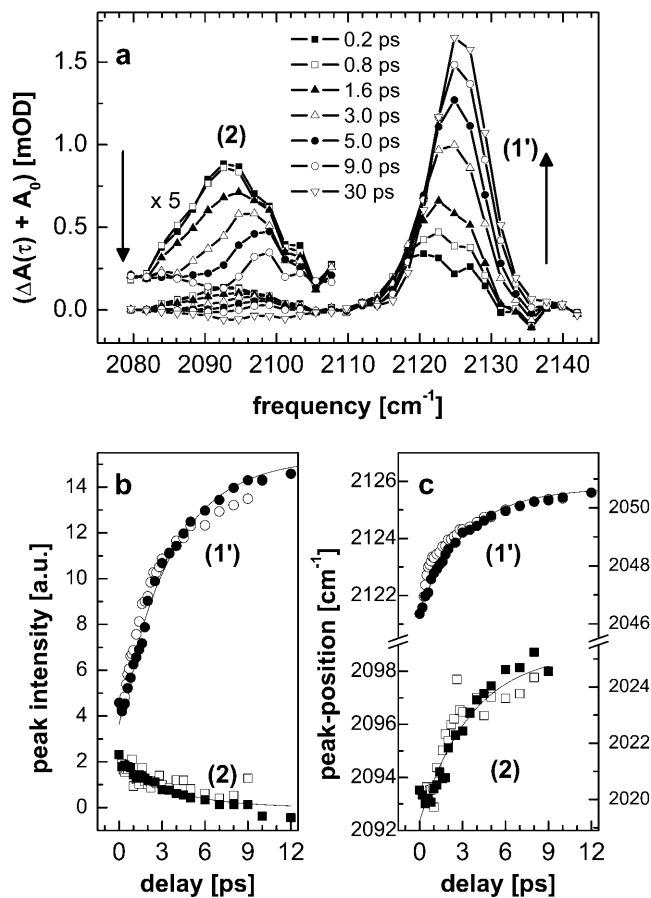 a
(ΔA(τ) + A₀) [mOD]
1.5
1.0
0.5
0.0
(2)
x 5
(1')
0.2 ps
0.8 ps
1.6 ps
3.0 ps
5.0 ps
9.0 ps
30 ps
2080 2090 2100 2110 2120 2130 2140
frequency [cm⁻¹]
b
peak intensity [a.u.]
16
14
12
10
8
6
4
2
0
(1')
(2)
0 3 6 9 12
delay [ps]
c
peak-position [cm⁻¹]
2126
2124
2122
2120
2098
2096
2094
2092
(1')
(2)
2050
2048
2046
2024
2022
2020
0 3 6 9 12
delay [ps]